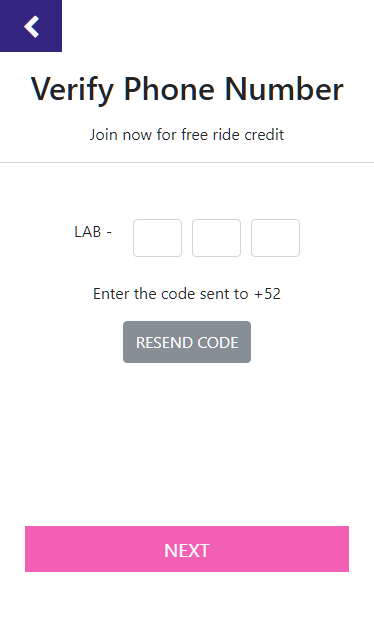 Verify Phone Number
Join now for free ride credit
LAB -
Enter the code sent to +52
RESEND CODE
NEXT